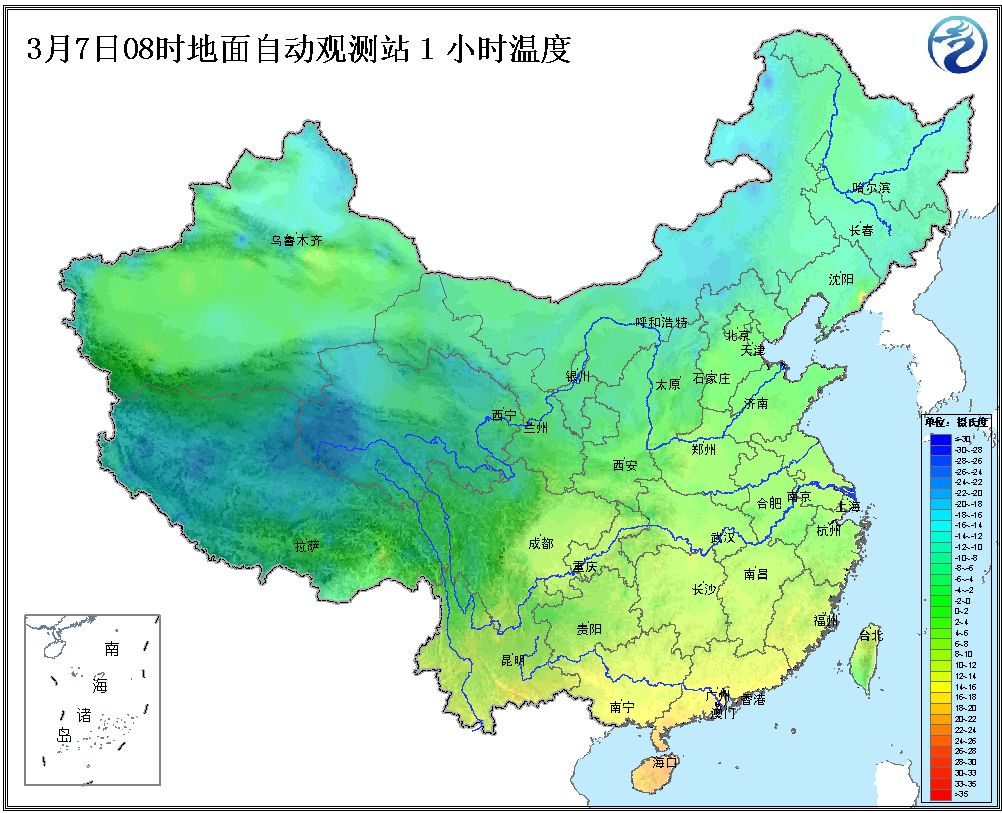 3月7日08时地面自动观测站 1 小时温度
哈尔滨
长春
乌鲁木齐
沈阳
呼和浩特
北京
天津
银川
太原
石家庄
济南
西宁
兰州
郑州
西安
合肥
南京
上海
杭州
武汉
成都
拉萨
重庆
南昌
长沙
福州
贵阳
台北
昆明
南宁
广州
香港
澳门
海口
南
海
诸
岛
单位: 摄氏度
≤-30
-30~-28
-28~-26
-26~-24
-24~-22
-22~-20
-20~-18
-18~-16
-16~-14
-14~-12
-12~-10
-10~-8
-8~-6
-6~-4
-4~-2
-2~0
0~2
2~4
4~6
6~8
8~10
10~12
12~14
14~16
16~18
18~20
20~22
22~24
24~26
26~28
28~30
30~33
33~35
>35